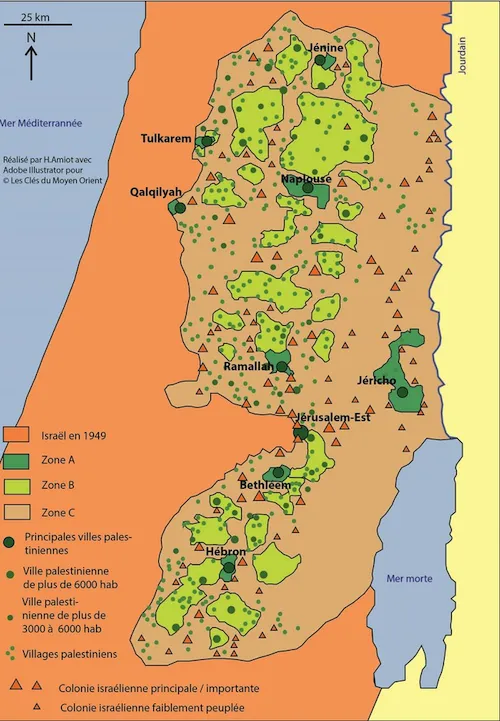 25 km
N
Jourdain
Mer Méditerrannée
Réalisé par H.Amiot avec
Adobe Illustrator pour
© Les Clés du Moyen Orient
Jénine
Tulkarem
Qalqilyah
Naplouse
Ramallah
Jéricho
Jérusalem-Est
Bethléem
Hébron
Mer morte
Israël en 1949
Zone A
Zone B
Zone C
Principales villes pales-
tiniennes
Ville palestinienne
de plus de 6000 hab
Ville palesti-
nienne de plus de
3000 à 6000 hab
Villages palestiniens
Colonie israélienne principale / importante
Colonie israélienne faiblement peuplée